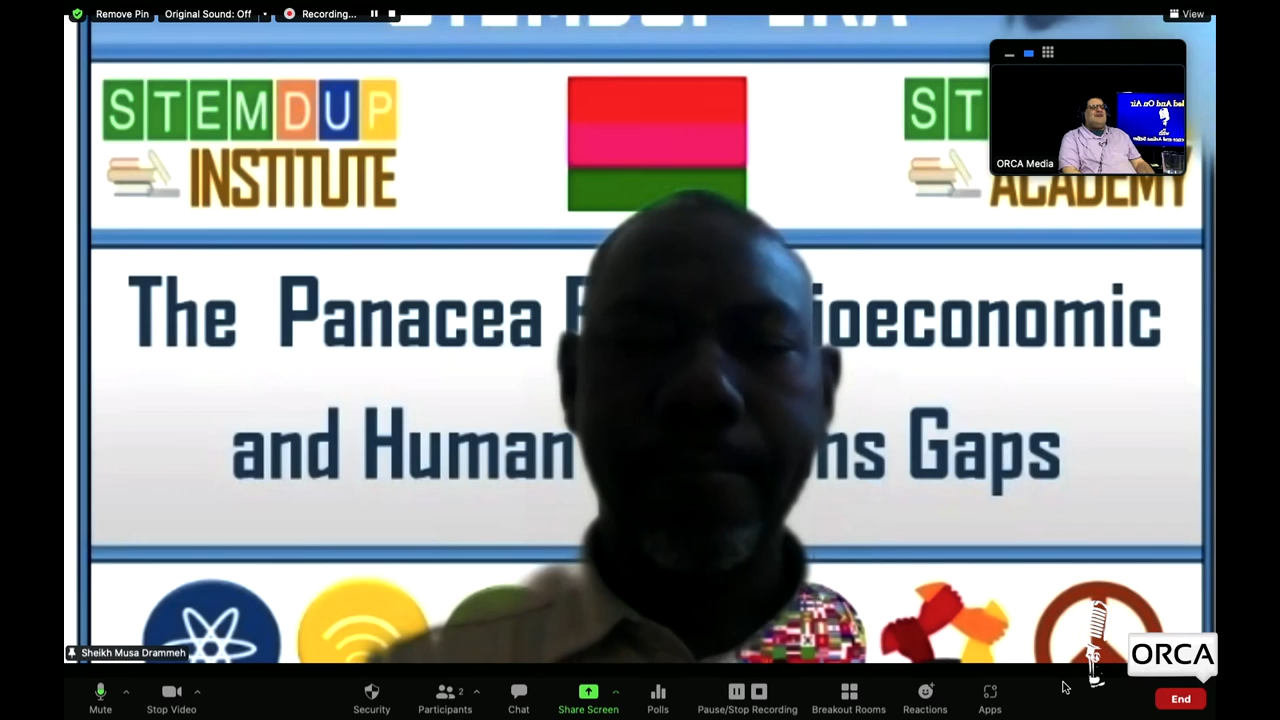 Remove Pin Original Sound: Off Recording... View
STEMDUP ERA
STEMDUP
INSTITUTE
ST
ACADEMY
ORCA Media
The Panacea ioeconomic
and Human ns Gaps
Sheikh Musa Drammeh
ORCA
Mute Stop Video Security Participants 2 Chat Share Screen Polls Pause/Stop Recording Breakout Rooms Reactions Apps End